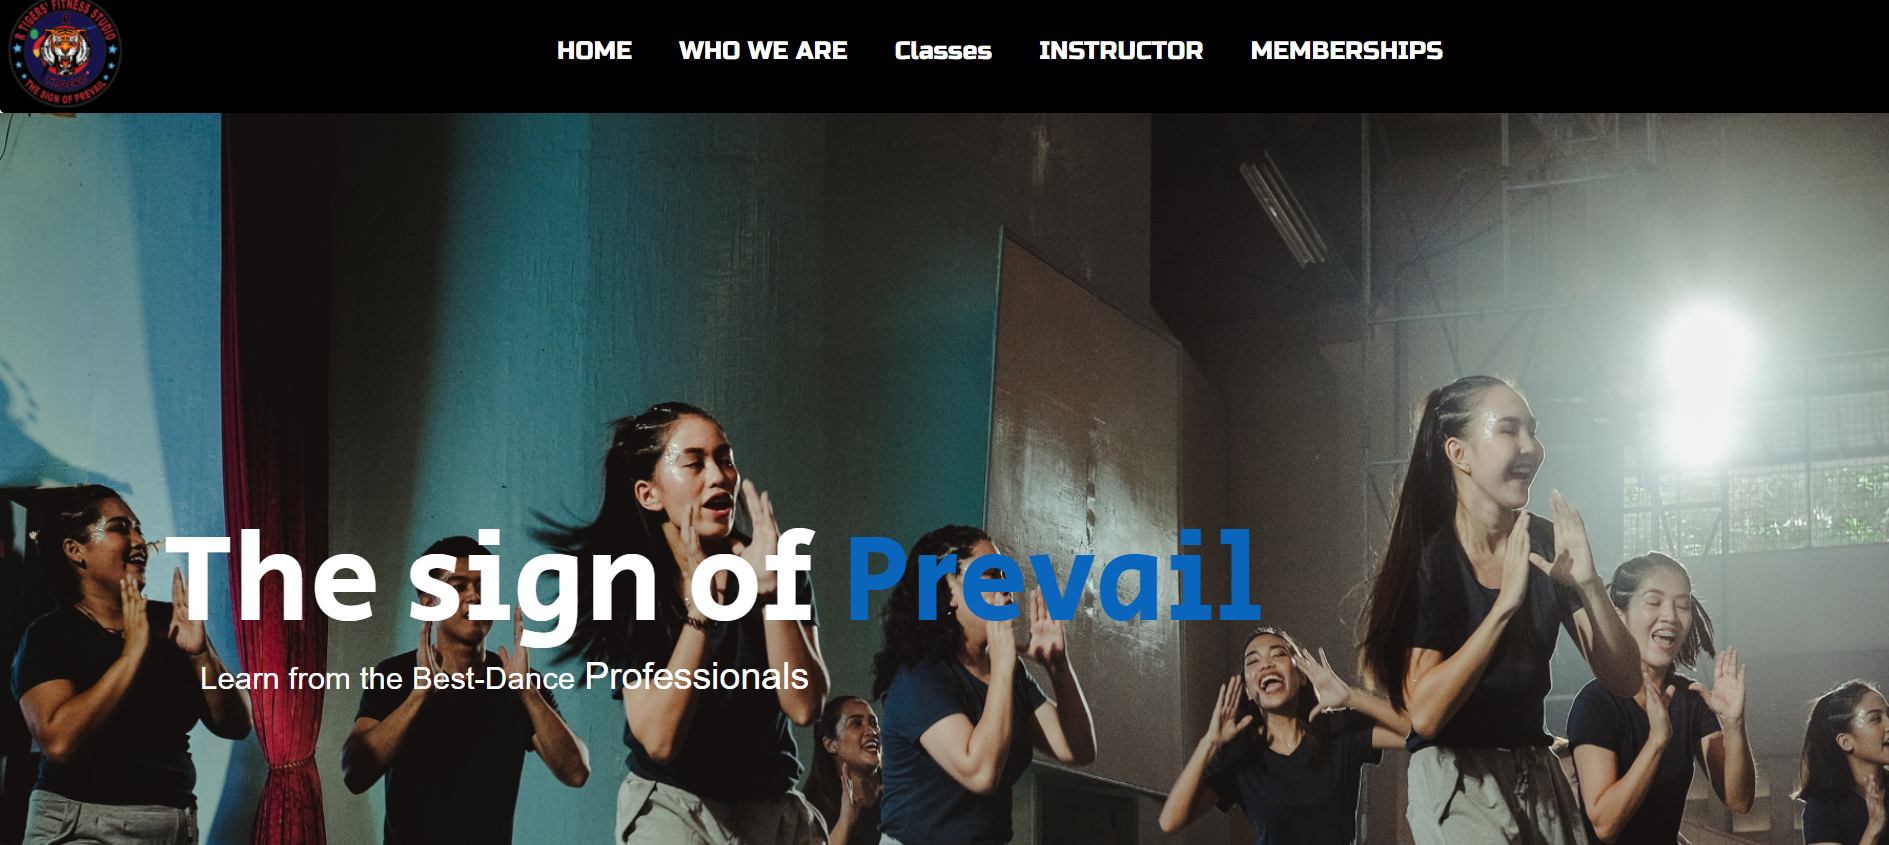 R TIGERS' FITNESS STUDIO
THE SIGN OF PREVAIL
HOME WHO WE ARE Classes INSTRUCTOR MEMBERSHIPS
The sign of Prevail
Learn from the Best-Dance Professionals